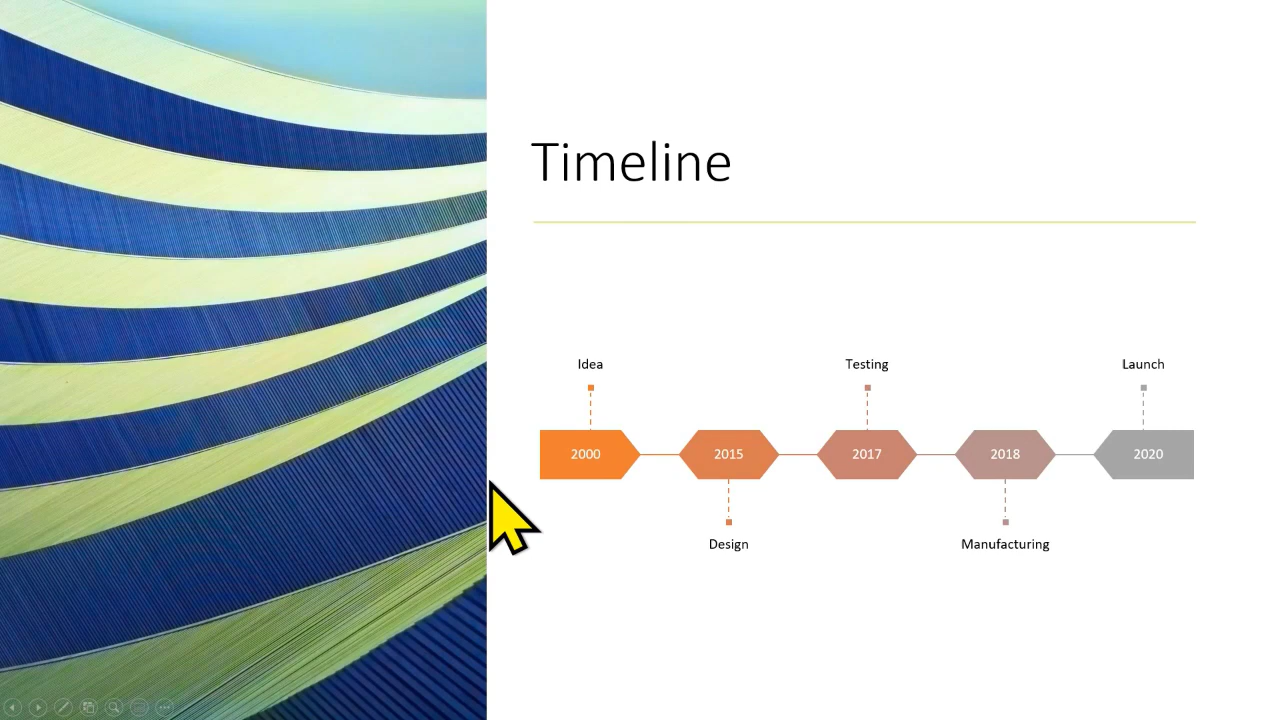 Timeline
Idea
Testing
Launch
2000
2015
2017
2018
2020
Design
Manufacturing